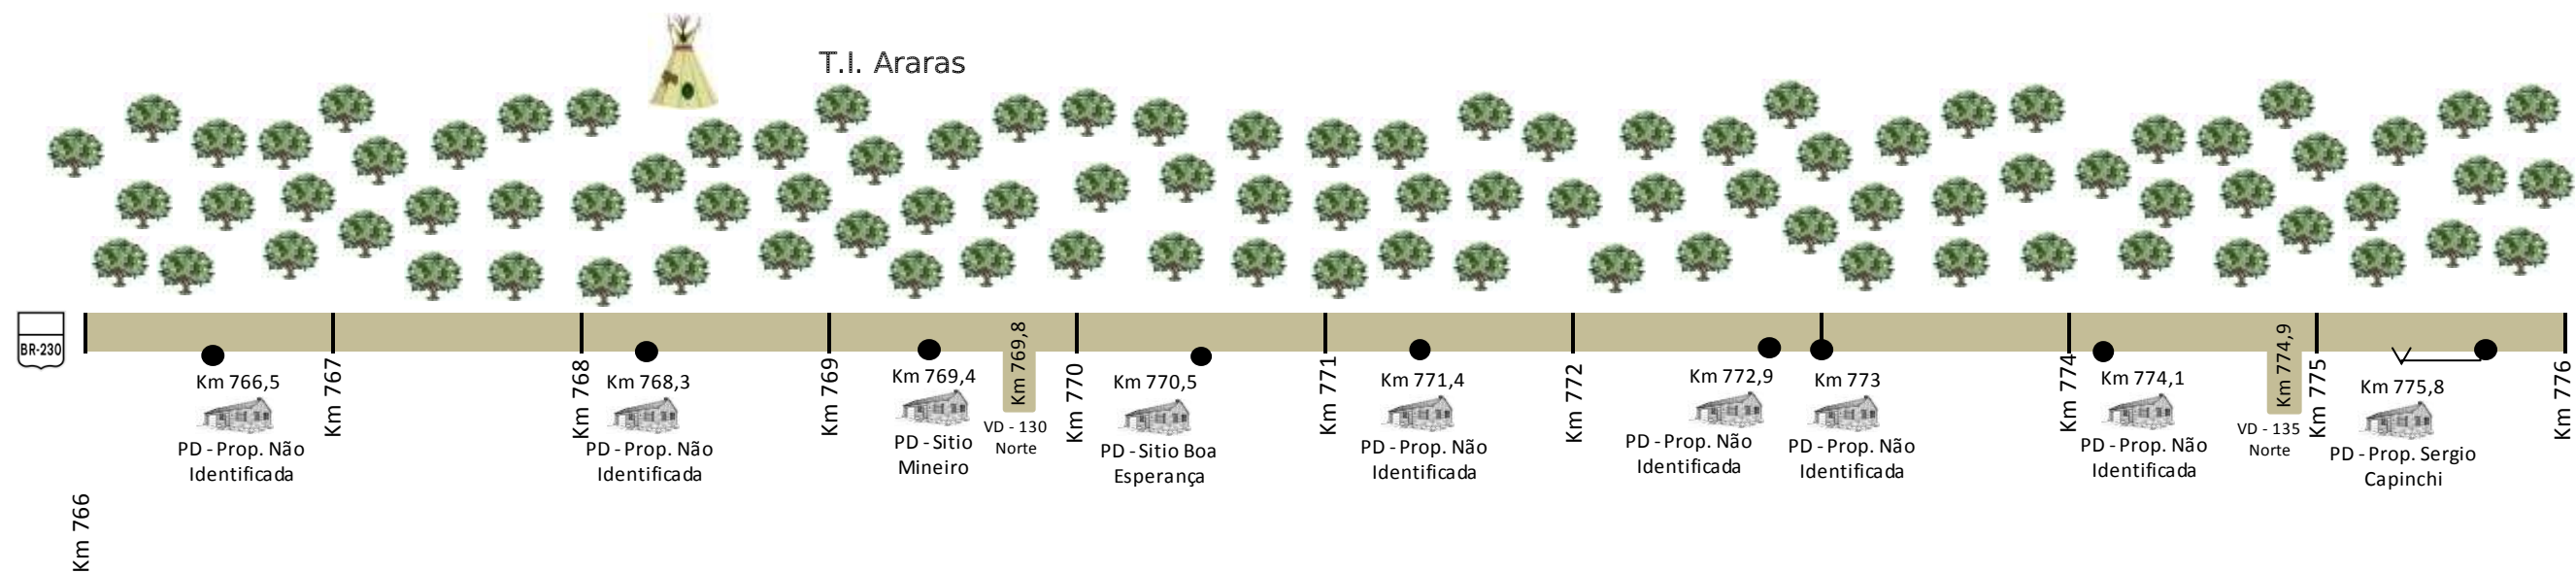 T.I. Araras
BR-230
Km 766
Km 766,5
PD - Prop. Não
Identificada
Km 767
Km 768
Km 768,3
PD - Prop. Não
Identificada
Km 769
Km 769,4
PD - Sitio
Mineiro
Km 769,8
VD - 130
Norte
Km 770
Km 770,5
PD - Sitio Boa
Esperança
Km 771
Km 771,4
PD - Prop. Não
Identificada
Km 772
Km 772,9
PD - Prop. Não
Identificada
Km 773
PD - Prop. Não
Identificada
Km 774
Km 774,1
PD - Prop. Não
Identificada
Km 774,9
VD - 135
Norte
Km 775
Km 775,8
PD - Prop. Sergio
Capinchi
Km 776